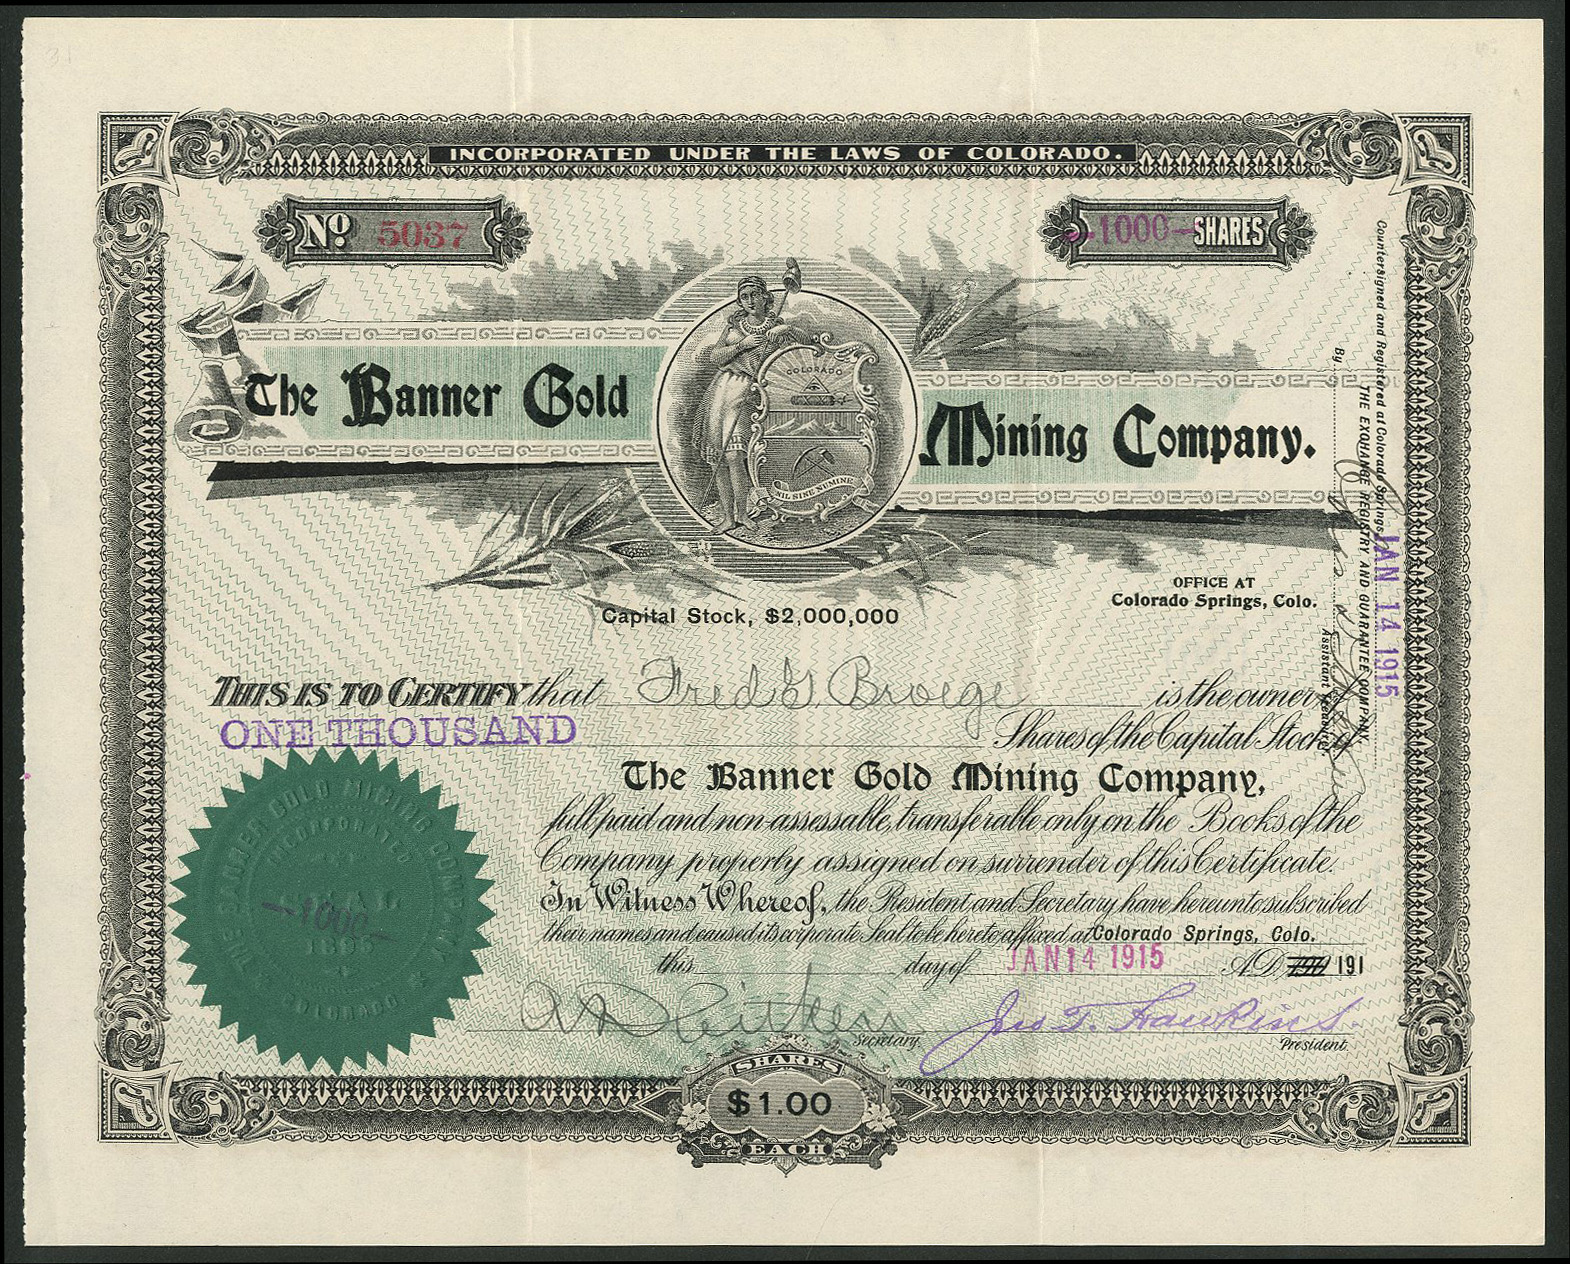 INCORPORATED UNDER THE LAWS OF COLORADO.
No. 5037
-1000- SHARES
The Banner Gold
Mining Company.
COLORADO
NIL SINE NUMINE
OFFICE AT
Colorado Springs, Colo.
Capital Stock, $2,000,000
THIS IS TO CERTIFY that Fred G. Broege is the owner of
ONE THOUSAND Shares of the Capital Stock of
The Banner Gold Mining Company,
full paid and non-assessable, transferable only on the Books of the
Company properly assigned on surrender of this Certificate.
In Witness Whereof, the President and Secretary have hereunto subscribed
their names and caused its corporate Seal to be hereto affixed, at Colorado Springs, Colo.
this day of JAN 14 1915 A.D. 190 191
Jno T. Hawkins.
Secretary.
President.
SHARES
$1.00
EACH
THE BANNER GOLD MINING COMPANY
INCORPORATED
SEAL
-1000-
1895
COLORADO
Countersigned and Registered at Colorado Springs, JAN 14 1915
THE EXCHANGE REGISTRY AND GUARANTEE COMPANY,
By
Assistant Secretary